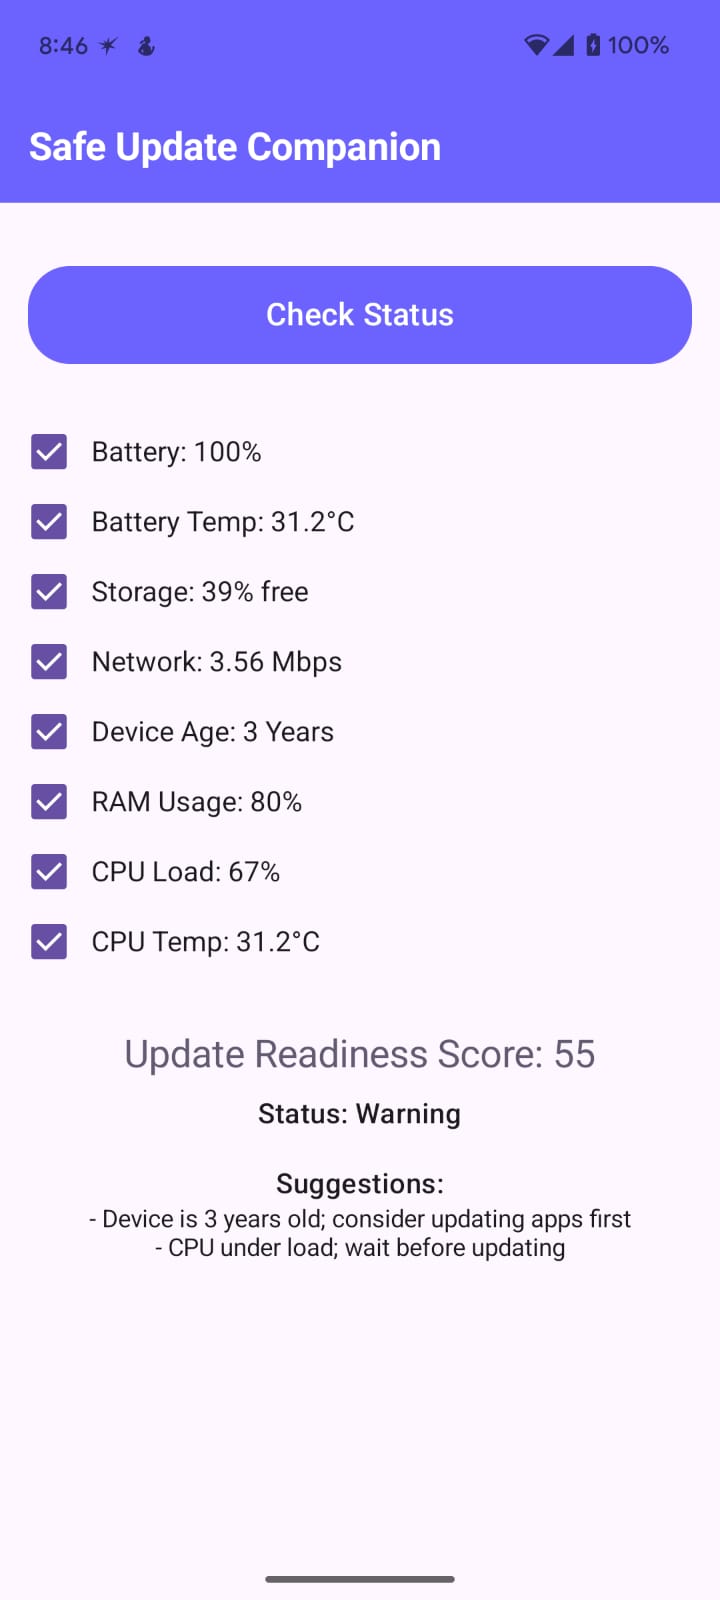 8:46 100%
Safe Update Companion
Check Status
Battery: 100%
Battery Temp: 31.2°C
Storage: 39% free
Network: 3.56 Mbps
Device Age: 3 Years
RAM Usage: 80%
CPU Load: 67%
CPU Temp: 31.2°C
Update Readiness Score: 55
Status: Warning
Suggestions:
- Device is 3 years old; consider updating apps first
- CPU under load; wait before updating